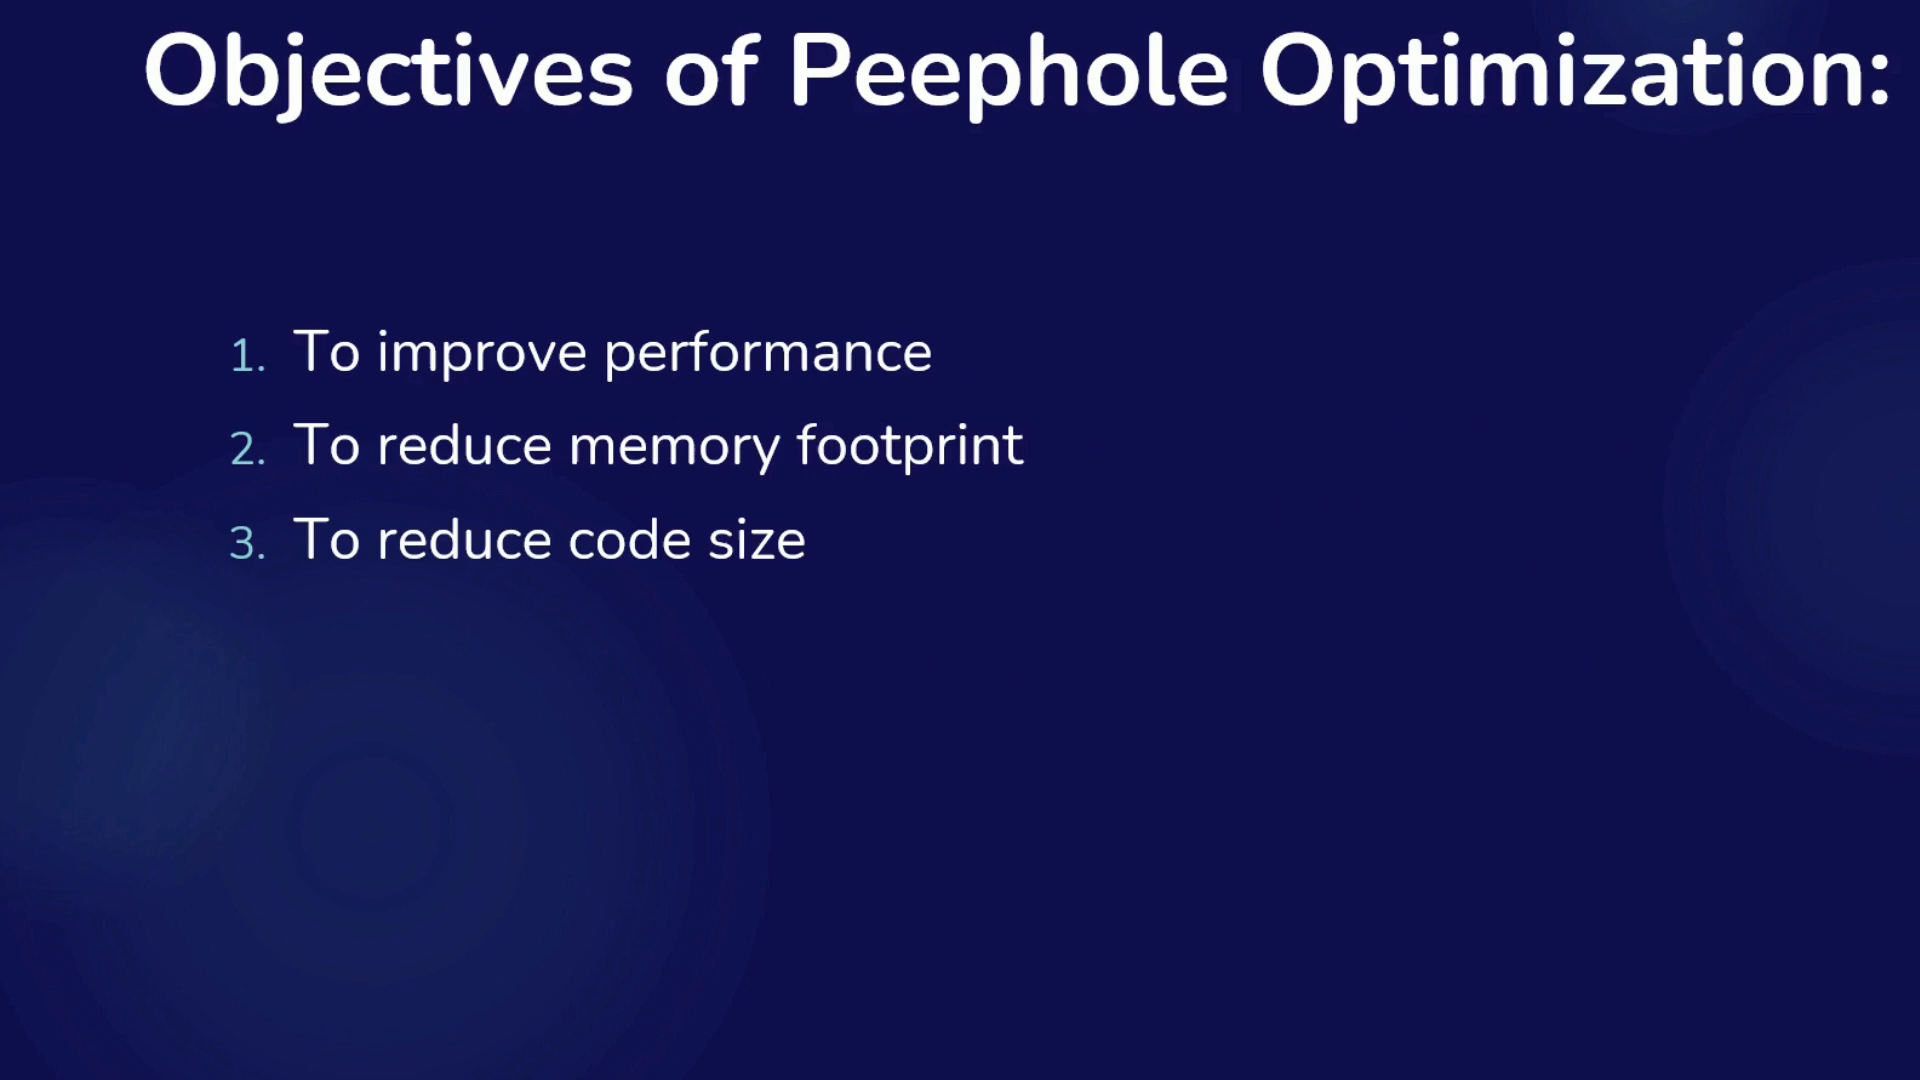 Objectives of Peephole Optimization:
1. To improve performance
2. To reduce memory footprint
3. To reduce code size